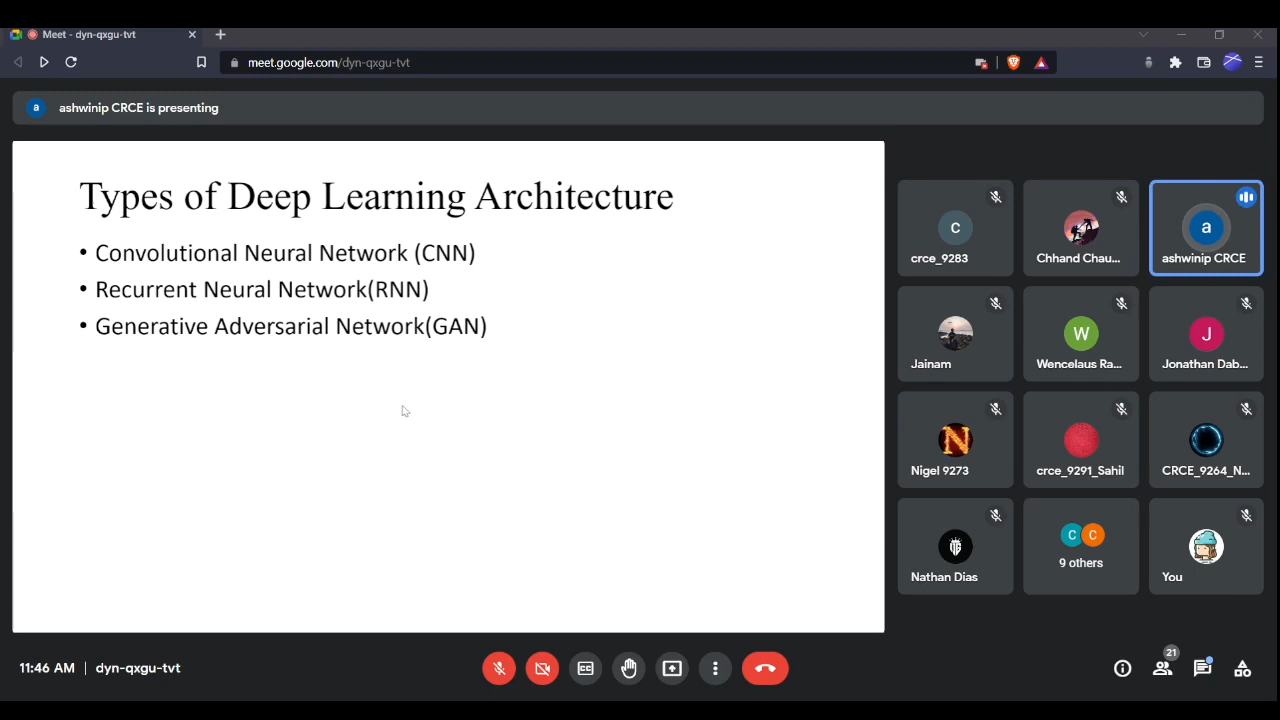 Meet - dyn-qxgu-tvt
meet.google.com/dyn-qxgu-tvt
a
ashwinip CRCE is presenting
Types of Deep Learning Architecture
• Convolutional Neural Network (CNN)
• Recurrent Neural Network(RNN)
• Generative Adversarial Network(GAN)
c
crce_9283
Chhand Chau...
a
ashwinip CRCE
Jainam
W
Wencelaus Ra...
J
Jonathan Dab...
N
Nigel 9273
crce_9291_Sahil
CRCE_9264_N...
Nathan Dias
C C
9 others
You
11:46 AM | dyn-qxgu-tvt
CC
21